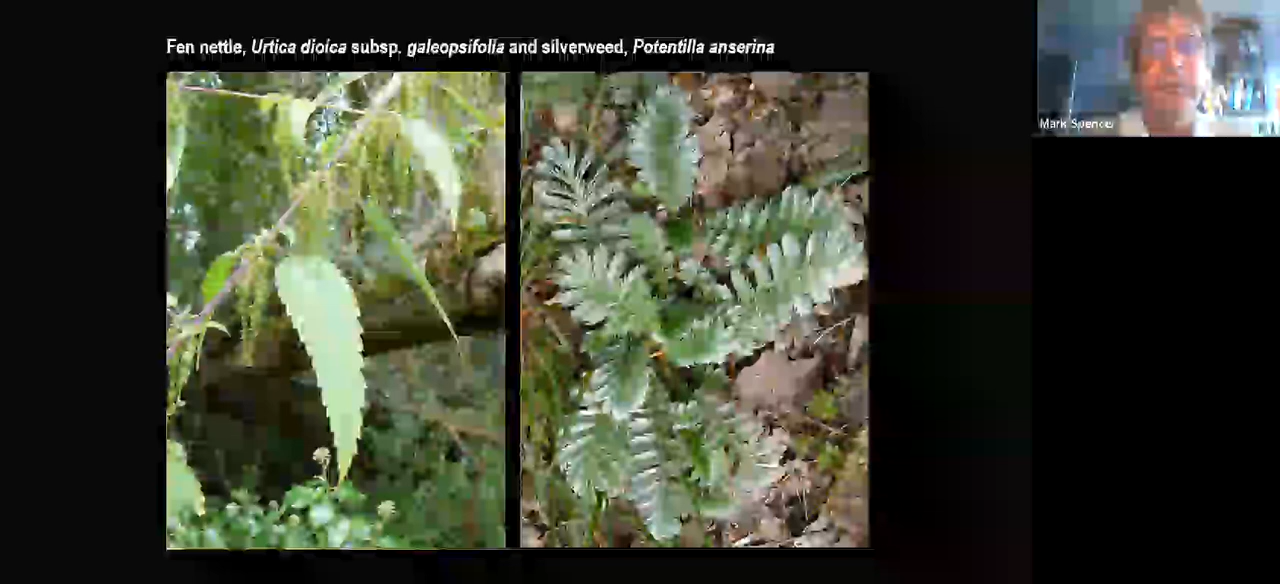 Fen nettle, Urtica dioica subsp. galeopsifolia and silverweed, Potentilla anserina
Mark Spencer